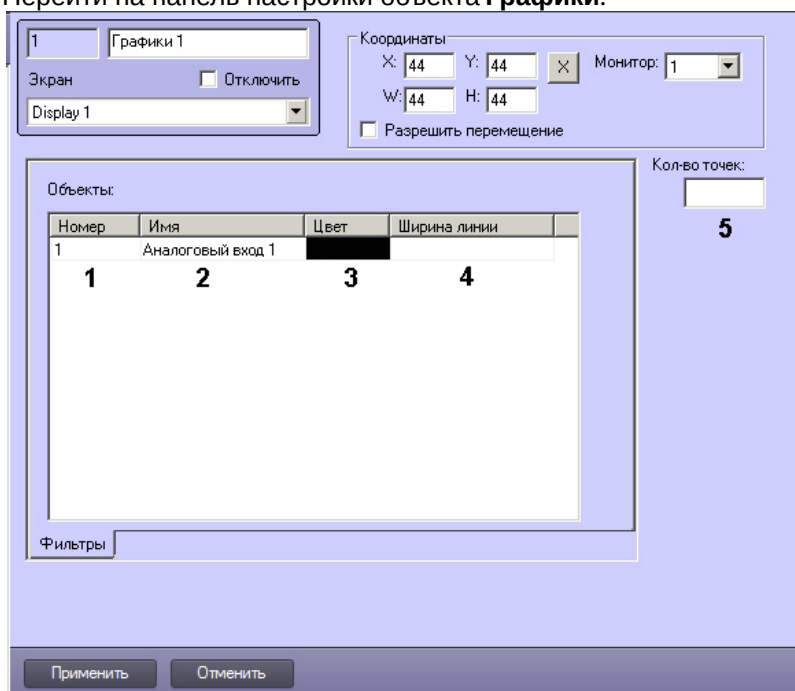 Перейти на панель настройки объекта Графики.
1 Графики 1
Экран Отключить
Display 1
Координаты
X: 44 Y: 44 X Монитор: 1
W: 44 H: 44
Разрешить перемещение
Кол-во точек:
5
Объекты:
Номер Имя Цвет Ширина линии
1 Аналоговый вход 1
1 2 3 4
Фильтры
Применить Отменить